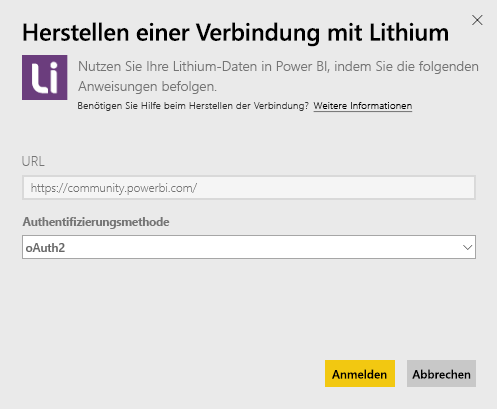 Herstellen einer Verbindung mit Lithium
Li
Nutzen Sie Ihre Lithium-Daten in Power BI, indem Sie die folgenden
Anweisungen befolgen.
Benötigen Sie Hilfe beim Herstellen der Verbindung? Weitere Informationen
URL
https://community.powerbi.com/
Authentifizierungsmethode
oAuth2
Anmelden Abbrechen